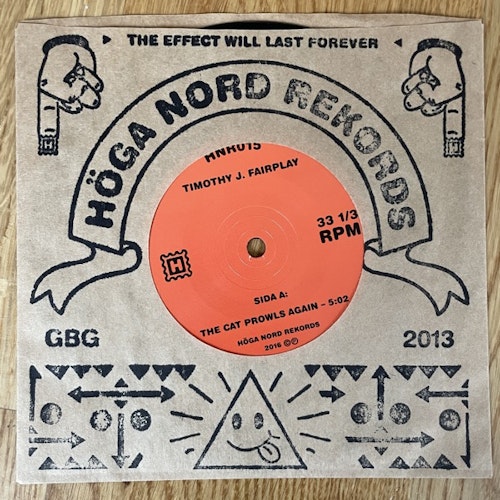 THE EFFECT WILL LAST FOREVER
HÖGA NORD REKORDS
HNR015
TIMOTHY J. FAIRPLAY
33 1/3
RPM
H
SIDA A:
THE CAT PROWLS AGAIN – 5:02
HÖGA NORD REKORDS
2016 ©℗
GBG
2013